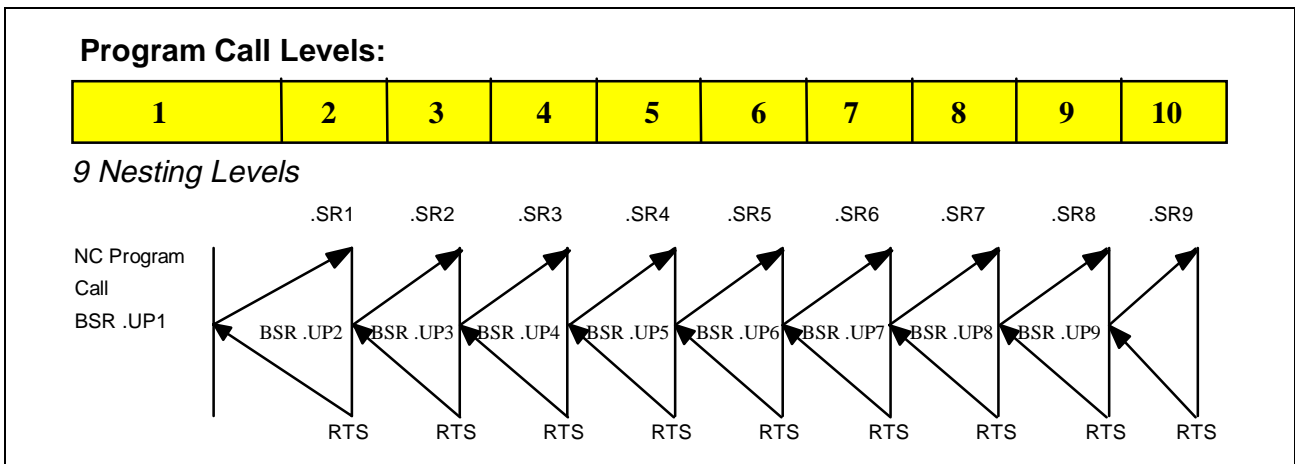 Program Call Levels:
1 2 3 4 5 6 7 8 9 10
9 Nesting Levels
.SR1 .SR2 .SR3 .SR4 .SR5 .SR6 .SR7 .SR8 .SR9
NC Program
Call
BSR .UP1
BSR .UP2 BSR .UP3 BSR .UP4 BSR .UP5 BSR .UP6 BSR .UP7 BSR .UP8 BSR .UP9
RTS RTS RTS RTS RTS RTS RTS RTS RTS